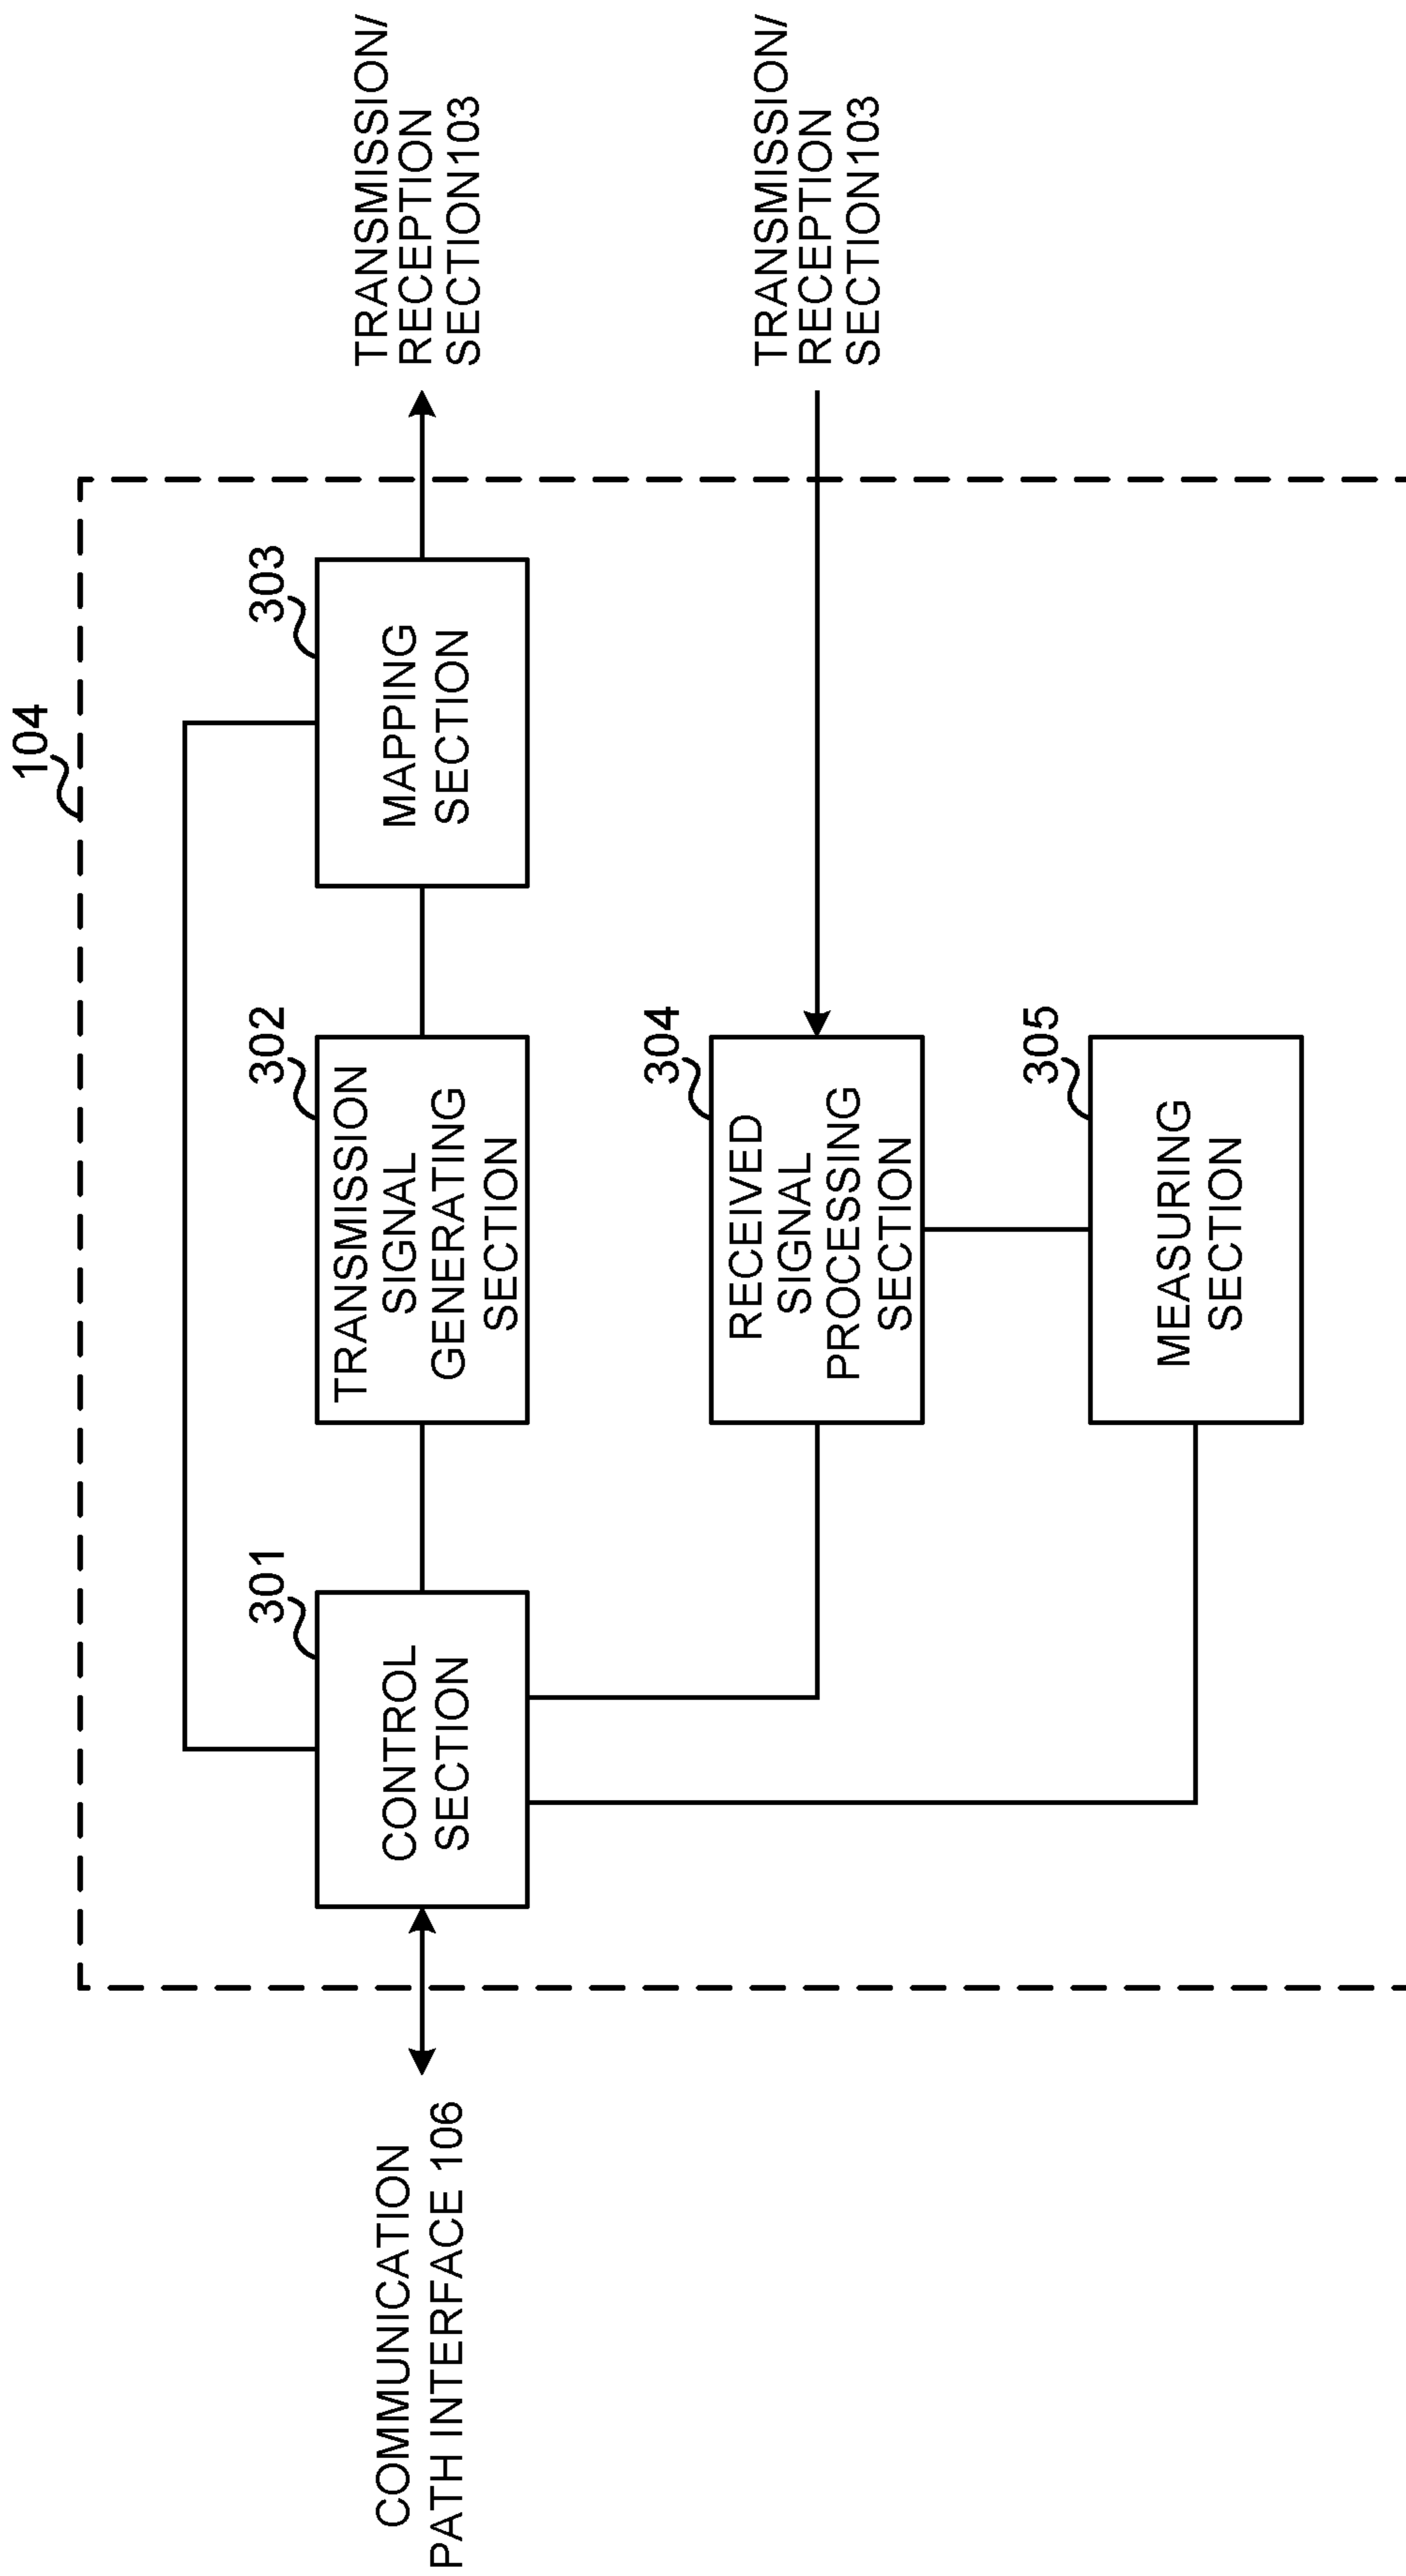 104
301
302
303
COMMUNICATION
PATH INTERFACE 106
CONTROL
SECTION
TRANSMISSION
SIGNAL
GENERATING
SECTION
MAPPING
SECTION
TRANSMISSION/
RECEPTION
SECTION103
304
RECEIVED
SIGNAL
PROCESSING
SECTION
TRANSMISSION/
RECEPTION
SECTION103
305
MEASURING
SECTION